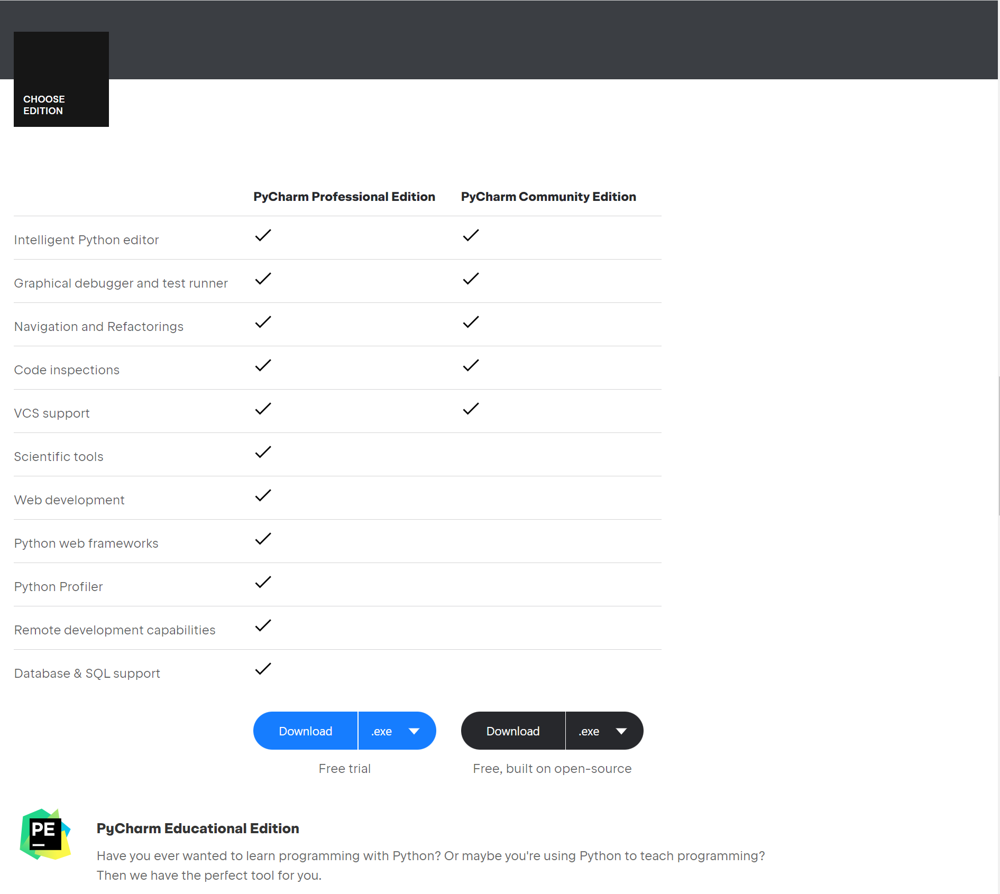 CHOOSE
EDITION
PyCharm Professional Edition PyCharm Community Edition
Intelligent Python editor
Graphical debugger and test runner
Navigation and Refactorings
Code inspections
VCS support
Scientific tools
Web development
Python web frameworks
Python Profiler
Remote development capabilities
Database & SQL support
Download .exe Download .exe
Free trial Free, built on open-source
PE
PyCharm Educational Edition
Have you ever wanted to learn programming with Python? Or maybe you're using Python to teach programming?
Then we have the perfect tool for you.